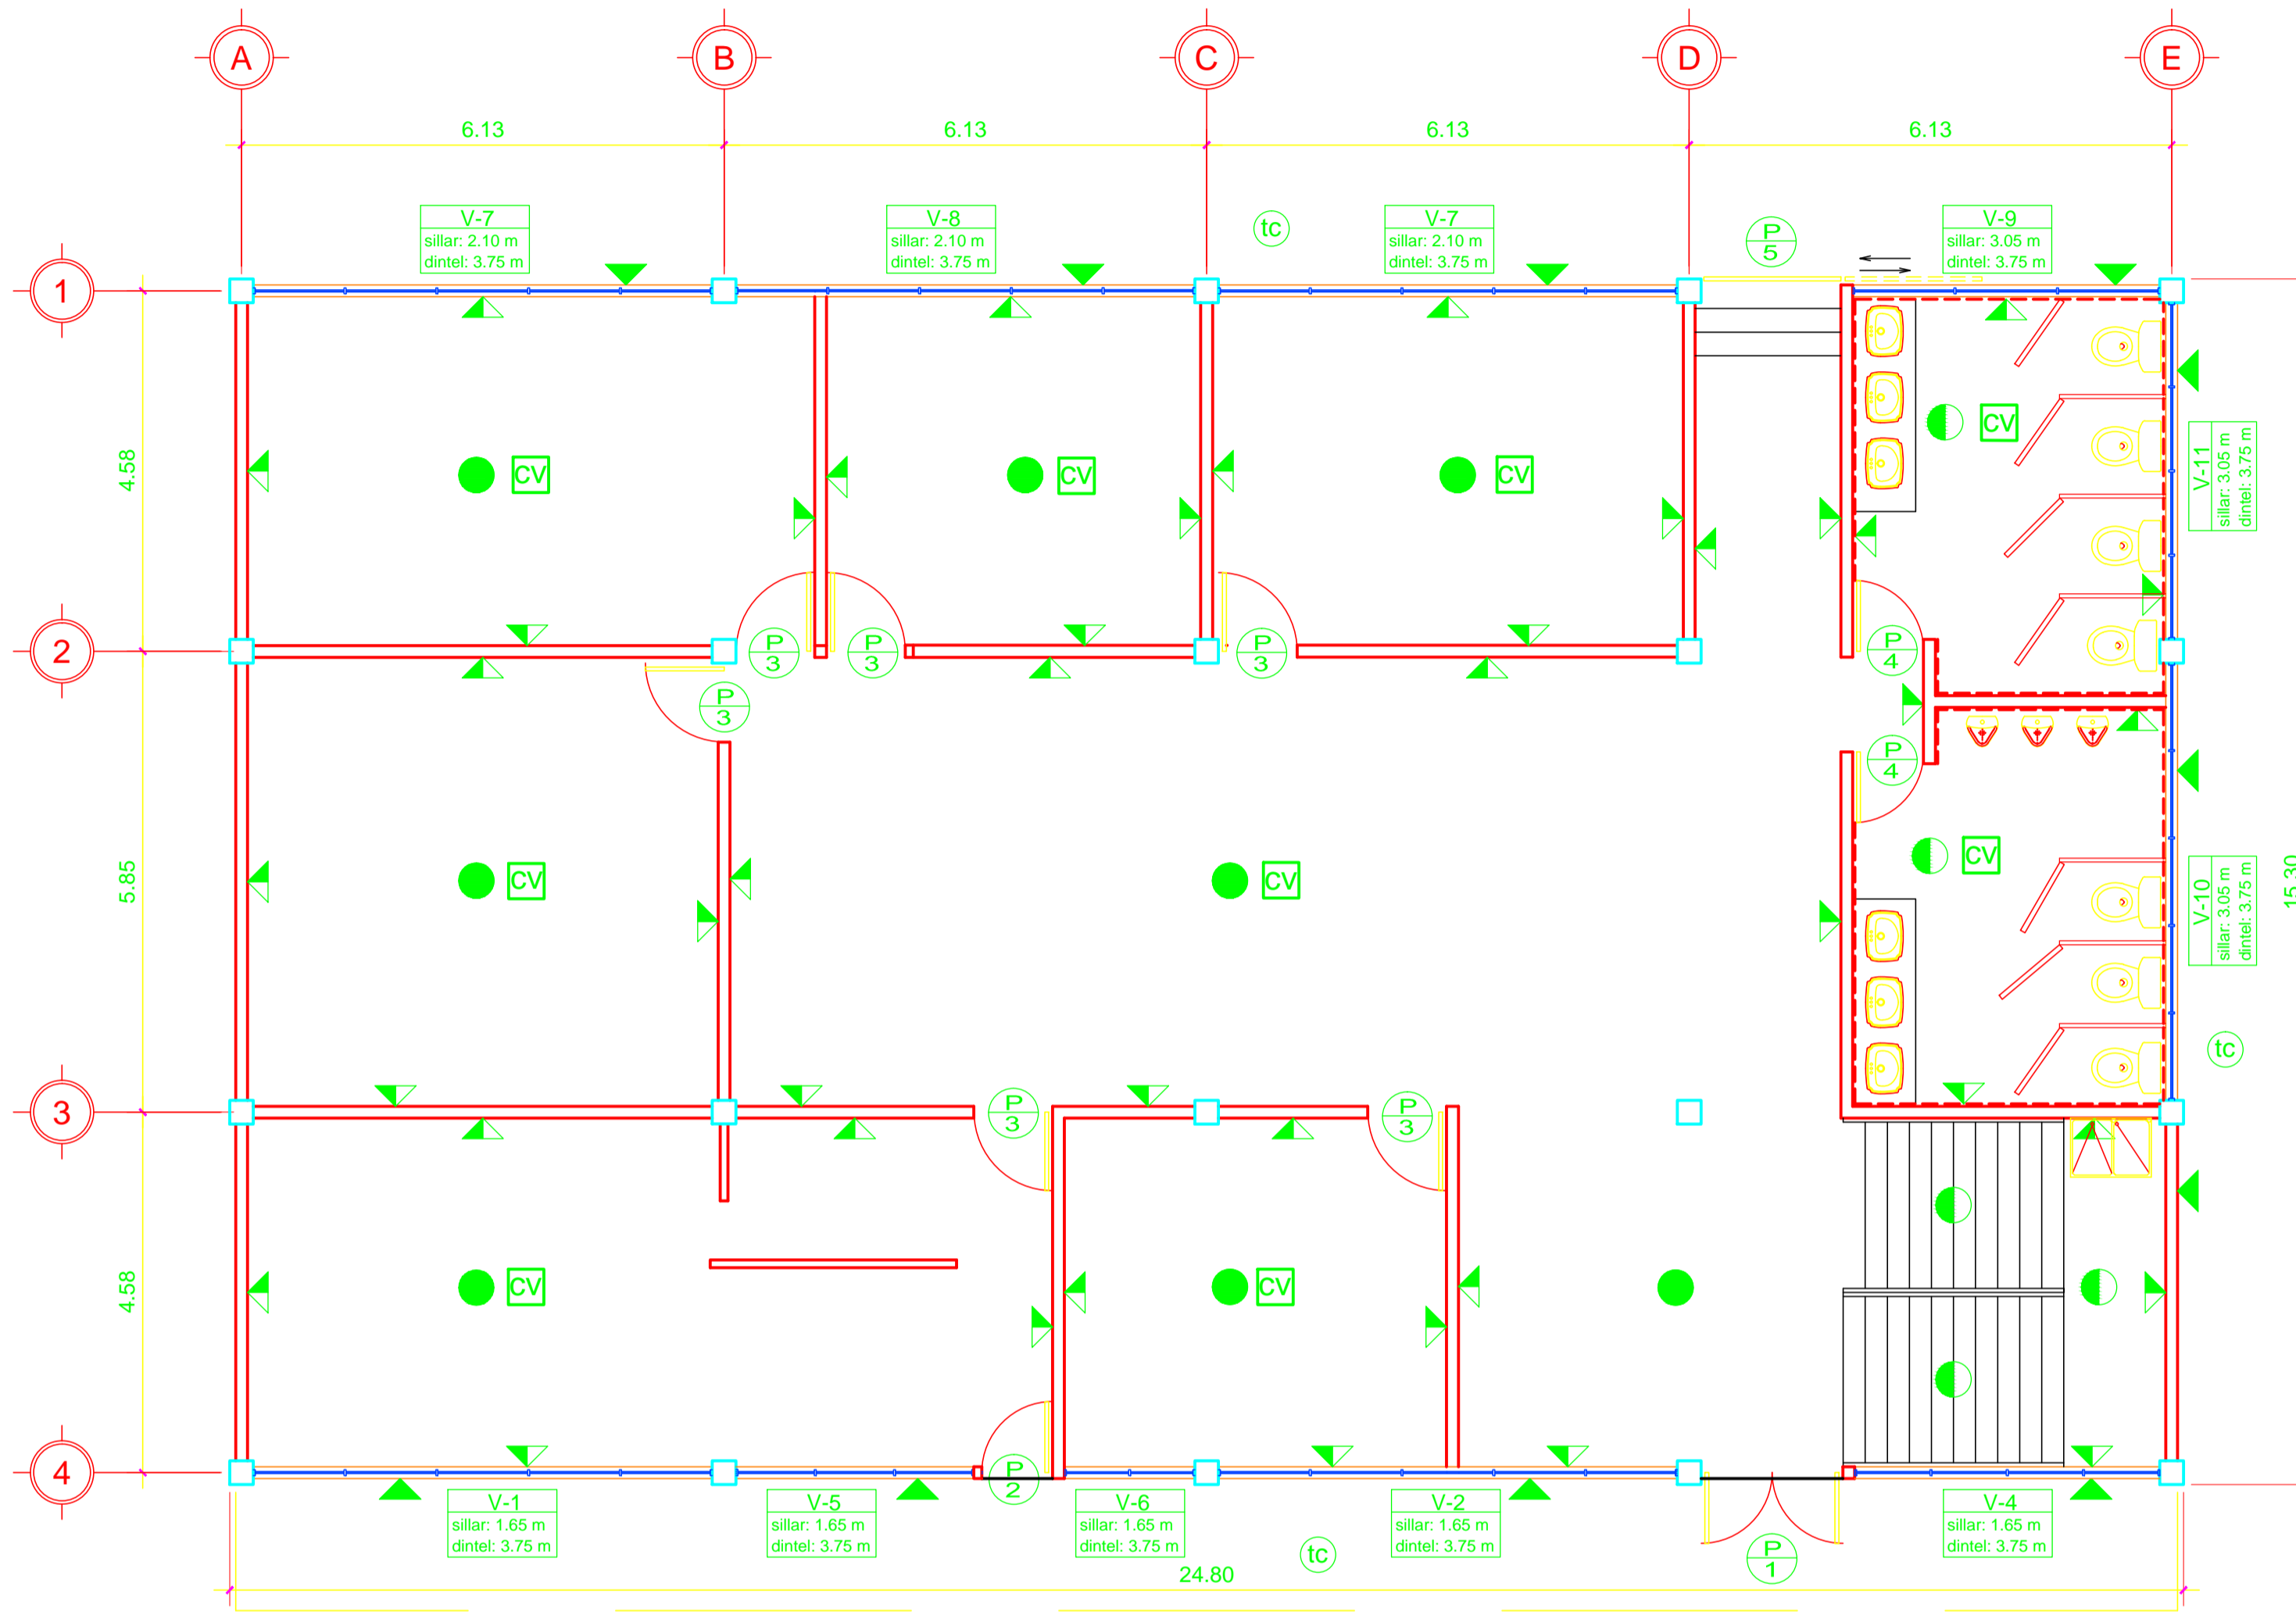 A
B
C
D
E
6.13
6.13
6.13
6.13
V-7
sillar: 2.10 m
dintel: 3.75 m
V-8
sillar: 2.10 m
dintel: 3.75 m
tc
V-7
sillar: 2.10 m
dintel: 3.75 m
P
5
V-9
sillar: 3.05 m
dintel: 3.75 m
1
4.58
CV
CV
CV
CV
V-11
sillar: 3.05 m
dintel: 3.75 m
2
P
3
P
3
P
3
P
4
P
3
P
4
5.85
CV
CV
CV
V-10
sillar: 3.05 m
dintel: 3.75 m
15.30
tc
3
P
3
P
3
4.58
CV
CV
4
P
2
V-1
sillar: 1.65 m
dintel: 3.75 m
V-5
sillar: 1.65 m
dintel: 3.75 m
V-6
sillar: 1.65 m
dintel: 3.75 m
V-2
sillar: 1.65 m
dintel: 3.75 m
V-4
sillar: 1.65 m
dintel: 3.75 m
tc
P
1
24.80